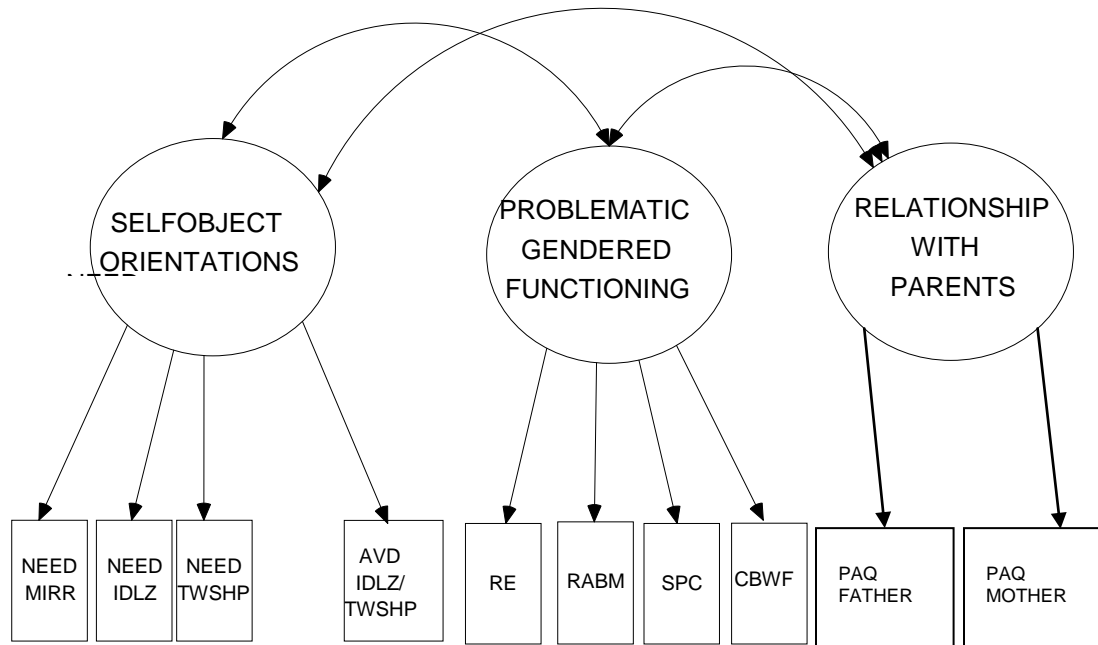 SELFOBJECT
ORIENTATIONS
PROBLEMATIC
GENDERED
FUNCTIONING
RELATIONSHIP
WITH
PARENTS
NEED
MIRR
NEED
IDLZ
NEED
TWSHP
AVD
IDLZ/
TWSHP
RE
RABM
SPC
CBWF
PAQ
FATHER
PAQ
MOTHER